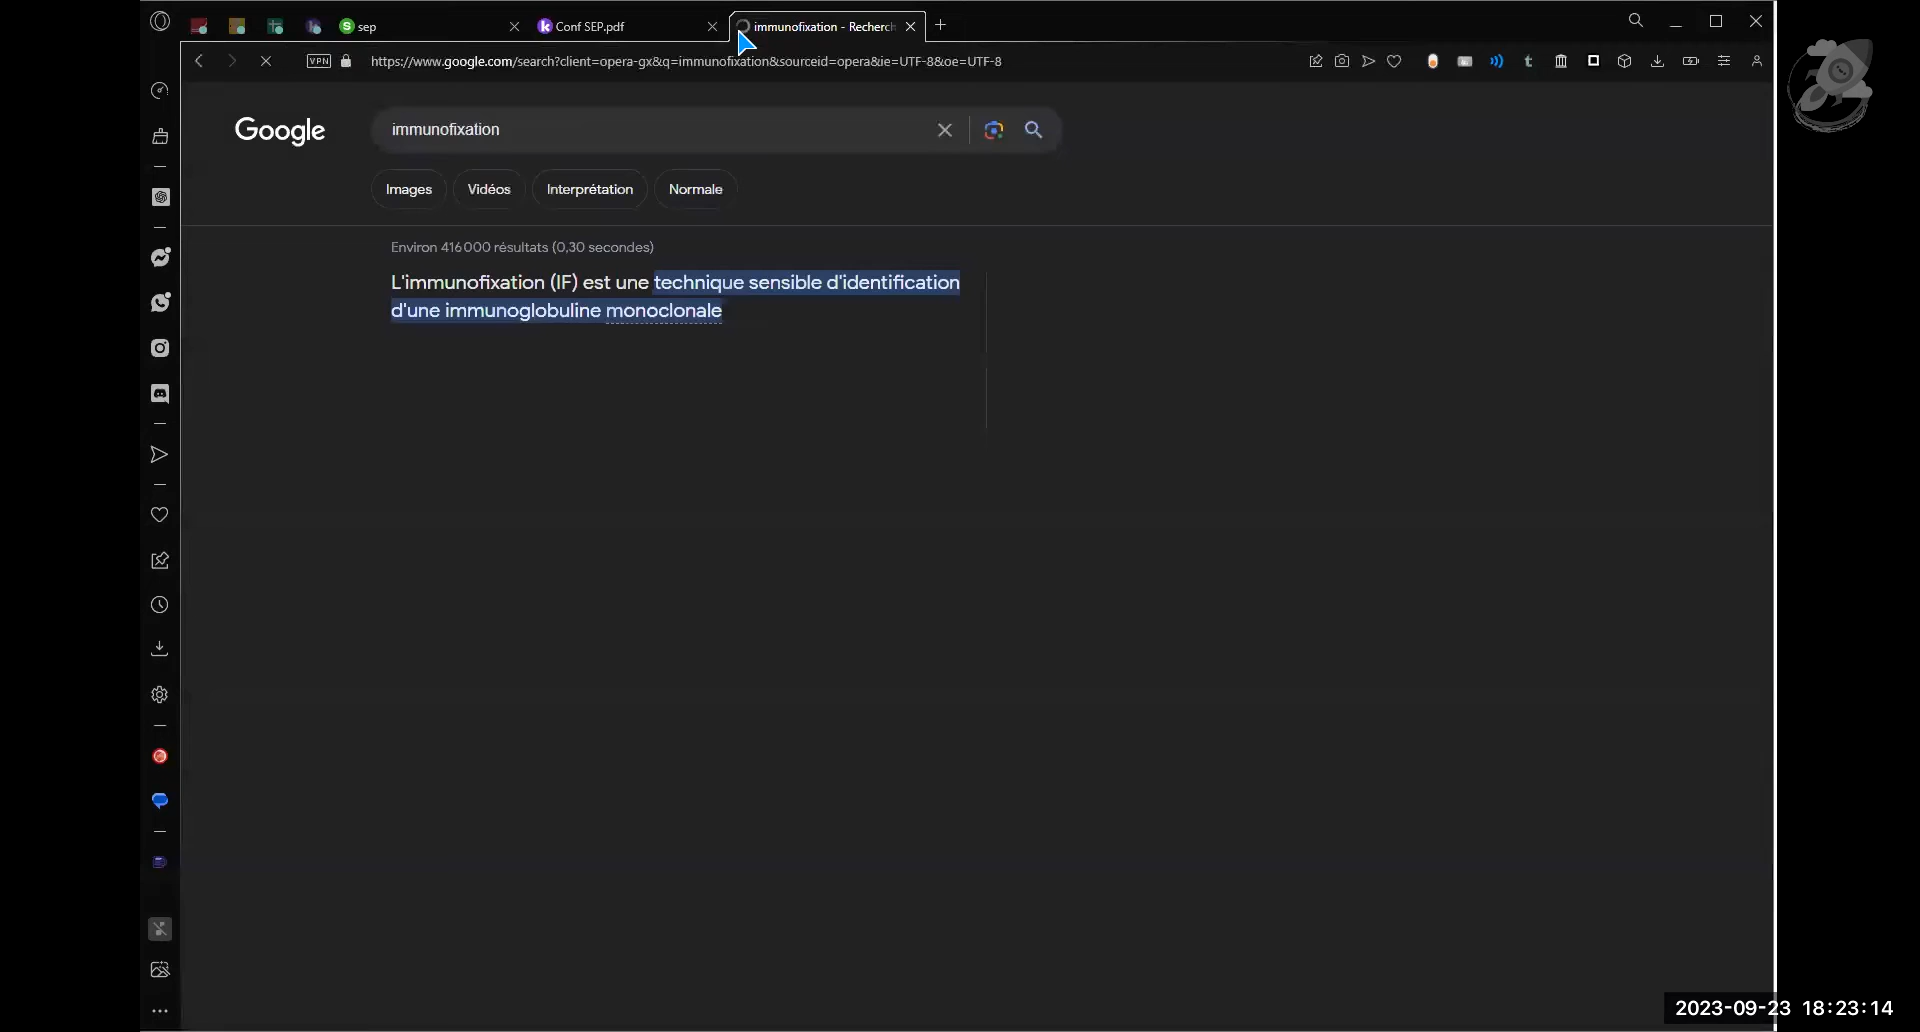 sep
Conf SEP.pdf
immunofixation - Recherch
VPN
https://www.google.com/search?client=opera-gx&q=immunofixation&sourceid=opera&ie=UTF-8&oe=UTF-8
Google
immunofixation
Images
Vidéos
Interprétation
Normale
Environ 416 000 résultats (0,30 secondes)
L'immunofixation (IF) est une technique sensible d'identification
d'une immunoglobuline monoclonale
2023-09-23 18:23:14